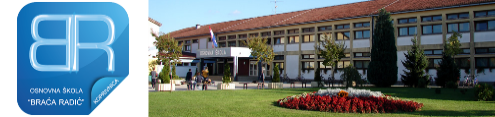 BR
OSNOVNA ŠKOLA
"BRAĆA RADIĆ"
KOPRIVNICA